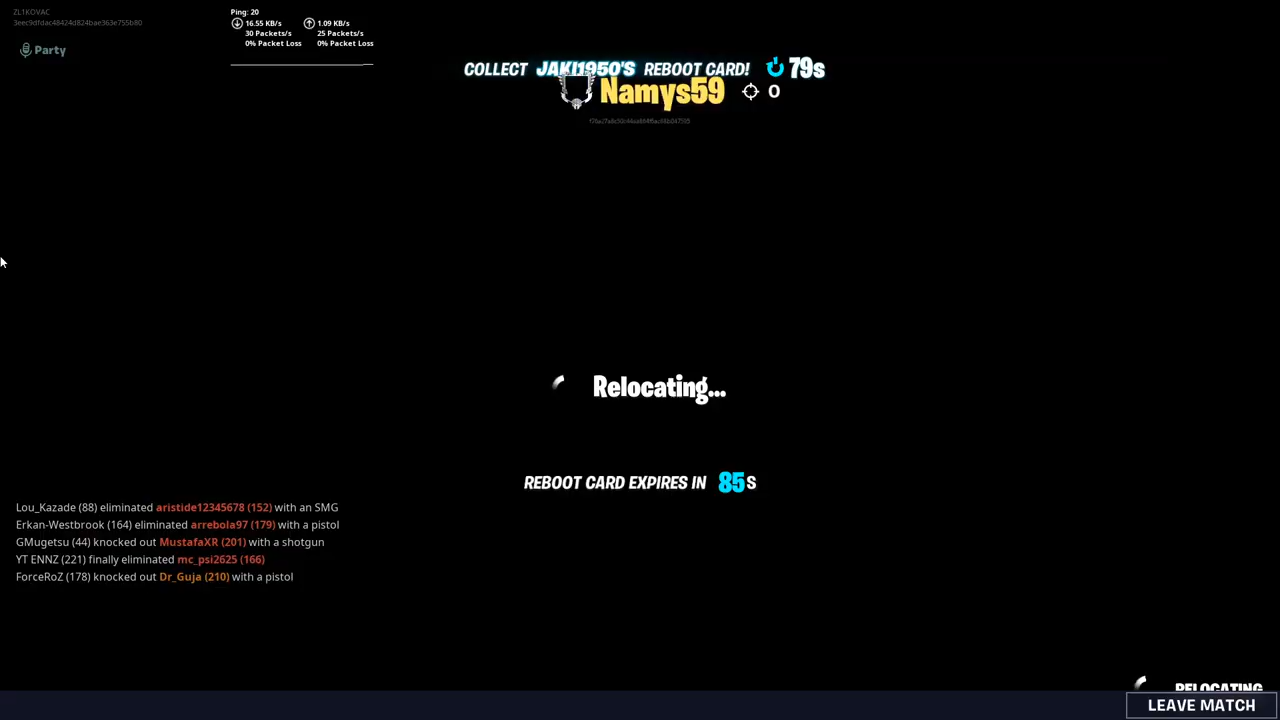 ZL1KOVAC
Party
Ping: 20
16.55 KB/s 1.09 KB/s
30 Packets/s 25 Packets/s
0% Packet Loss 0% Packet Loss
COLLECT JAKI1950'S REBOOT CARD! 79s
Namys59 0
Relocating...
REBOOT CARD EXPIRES IN 85 S
Lou_Kazade (88) eliminated aristide12345678 (152) with an SMG
Erkan-Westbrook (164) eliminated arrebola97 (179) with a pistol
GMugetsu (44) knocked out MustafaXR (201) with a shotgun
YT ENNZ (221) finally eliminated mc_psi2625 (166)
ForceRoZ (178) knocked out Dr_Guja (210) with a pistol
RELOCATING
LEAVE MATCH